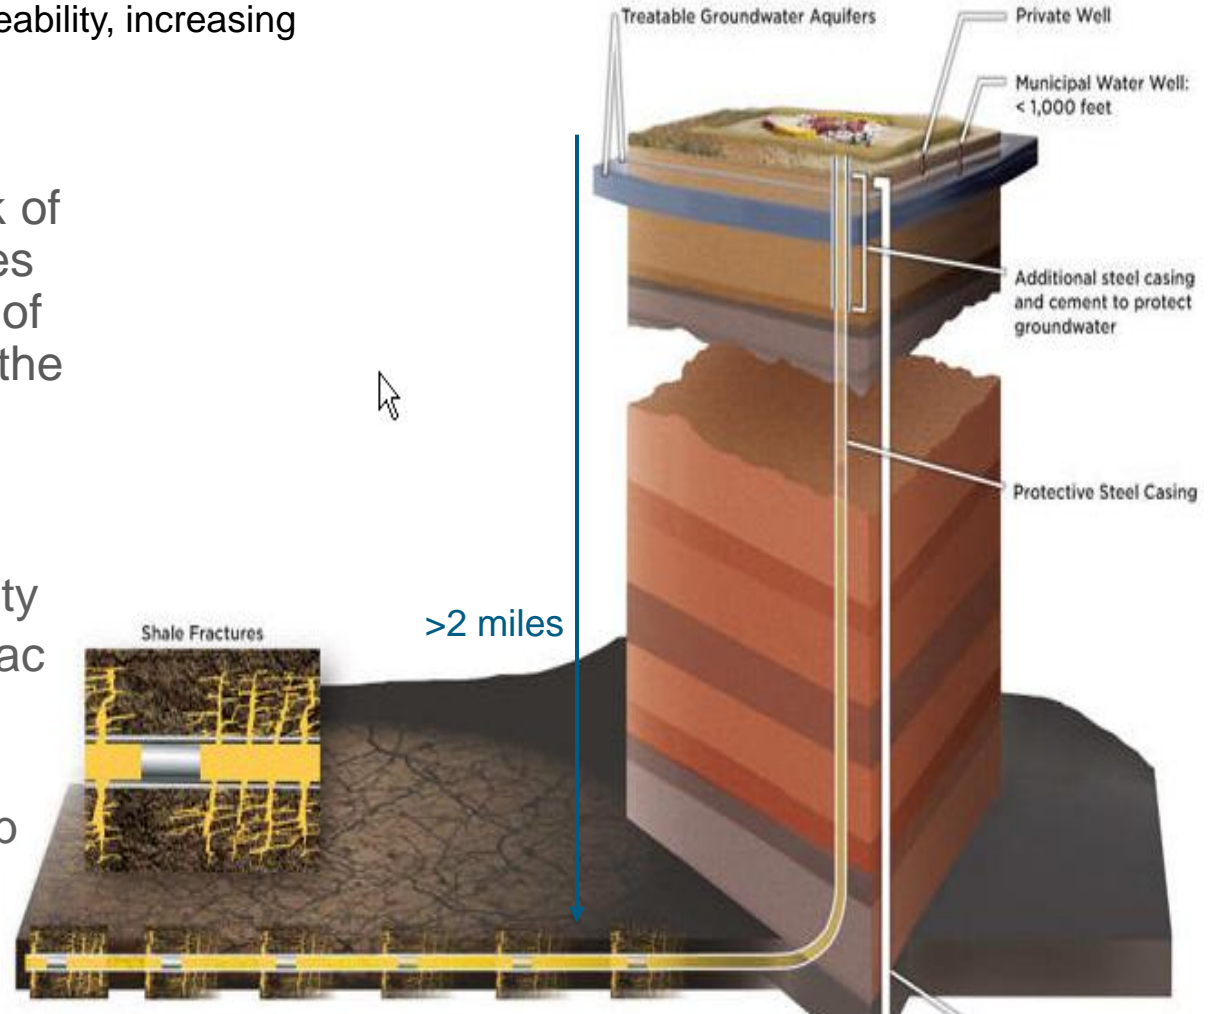 eability, increasing
k of
es
of
the
ty
ac
o
Treatable Groundwater Aquifers
Private Well
Municipal Water Well:
< 1,000 feet
Additional steel casing
and cement to protect
groundwater
Protective Steel Casing
>2 miles
Shale Fractures